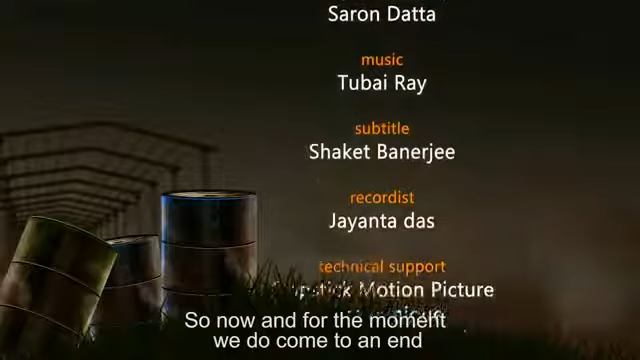 Saron Datta
music
Tubai Ray
subtitle
Shaket Banerjee
recordist
Jayanta das
technical support
Motion Picture
So now and for the moment
we do come to an end